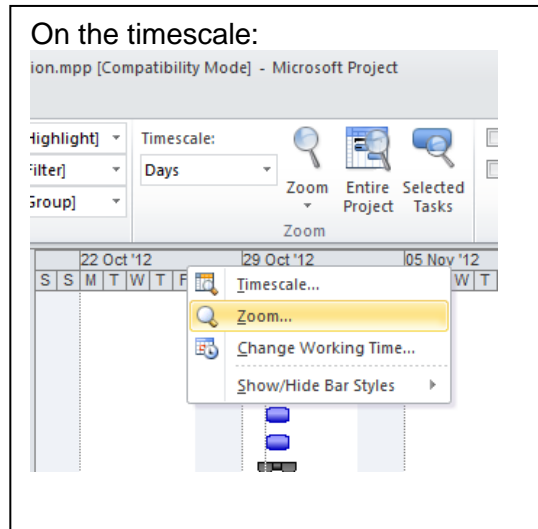 On the timescale:
ion.mpp [Compatibility Mode] - Microsoft Project
Highlight] Timescale:
Filter] Days
Group]
Zoom Entire Selected
Project Tasks
Zoom
22 Oct '12 29 Oct '12 05 Nov '12
S S M T W T F W T
Timescale...
Zoom...
Change Working Time...
Show/Hide Bar Styles